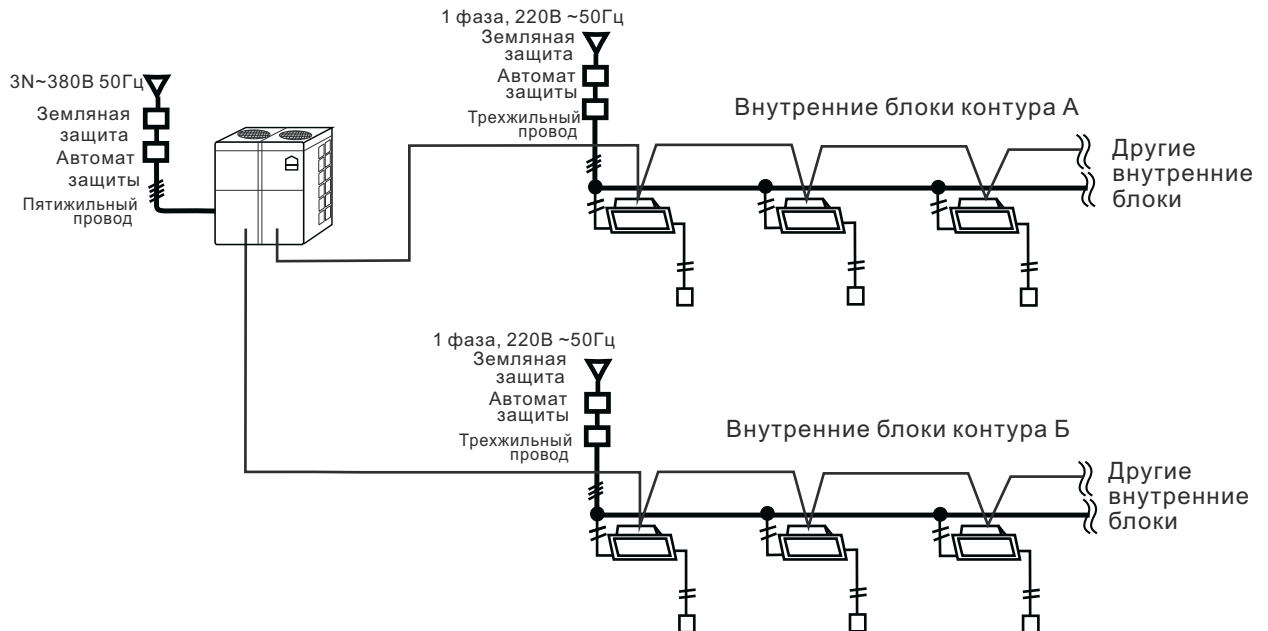 3N~380В 50Гц
Земляная
защита
Автомат
защиты
Пятижильный
провод
1 фаза, 220В ~50Гц
Земляная
защита
Автомат
защиты
Трехжильный
провод
Внутренние блоки контура А
Другие
внутренние
блоки
1 фаза, 220В ~50Гц
Земляная
защита
Автомат
защиты
Трехжильный
провод
Внутренние блоки контура Б
Другие
внутренние
блоки